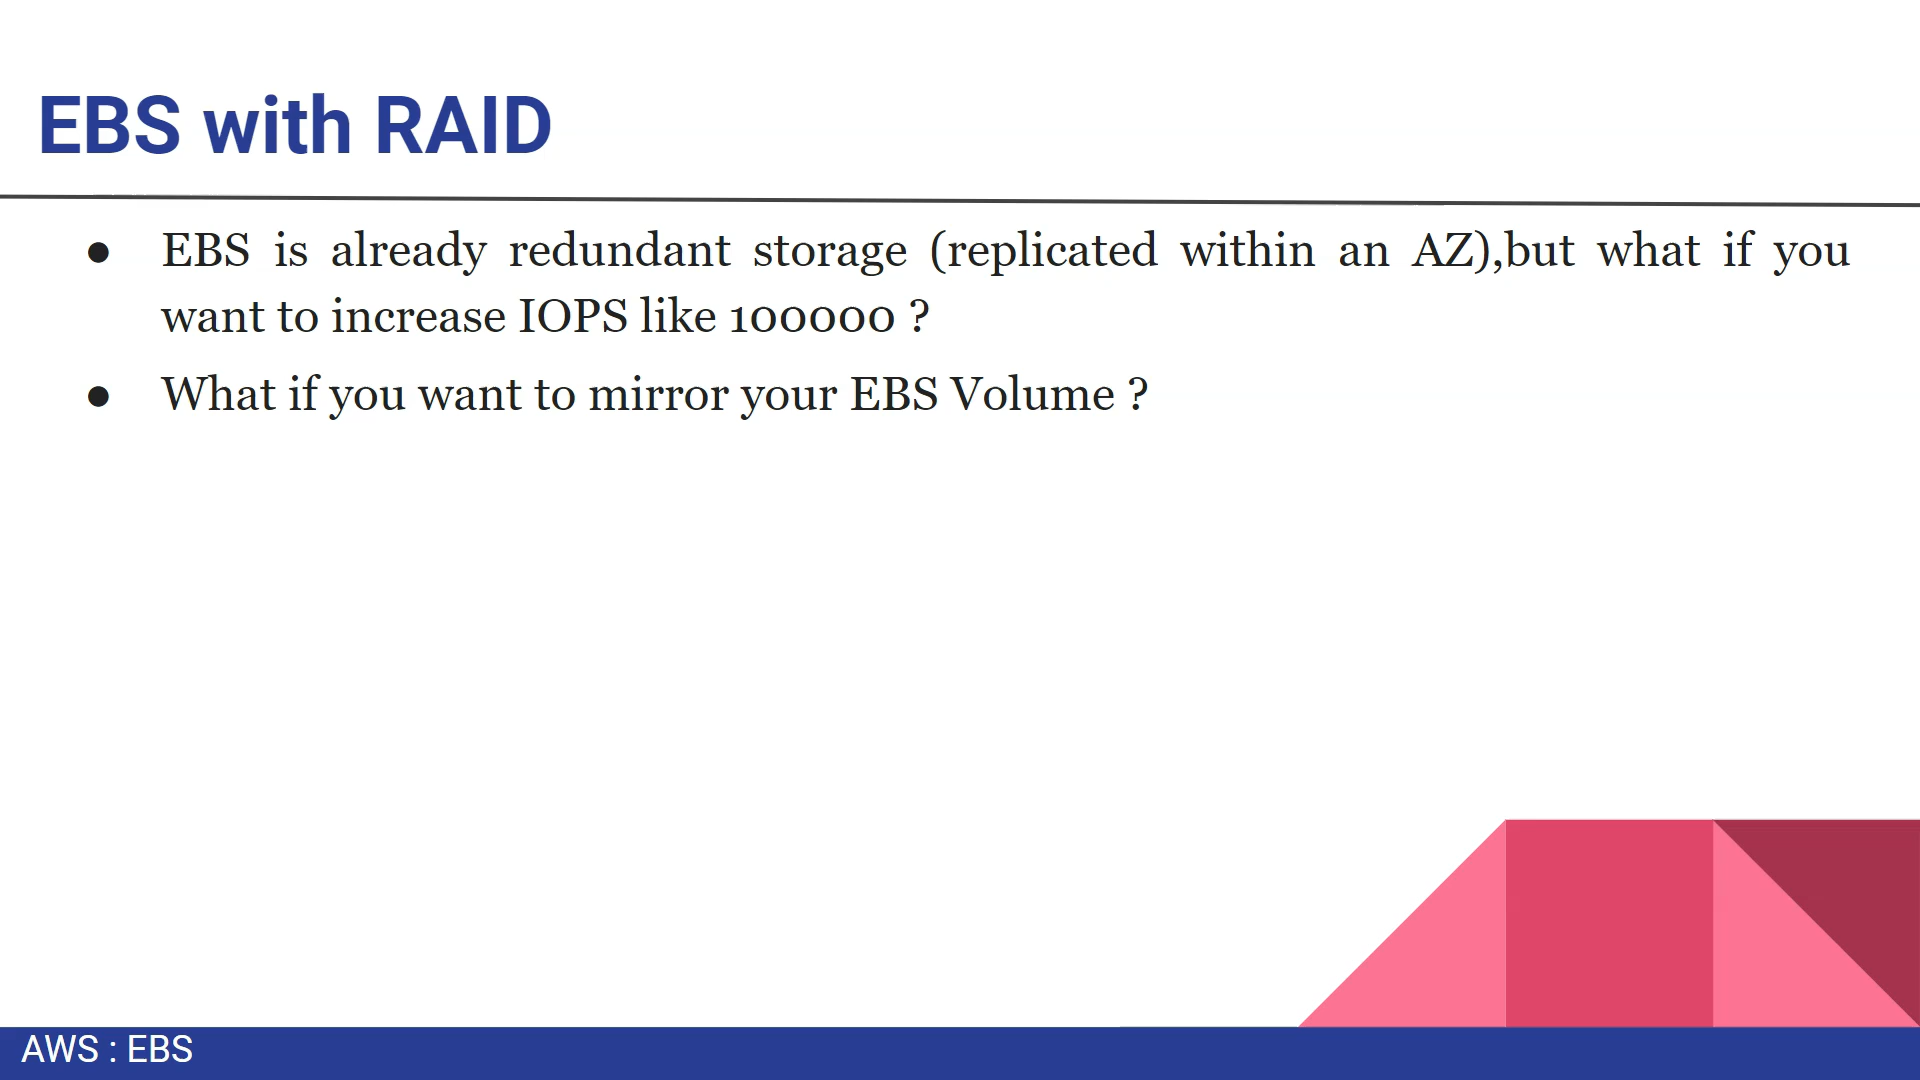 EBS with RAID
● EBS is already redundant storage (replicated within an AZ),but what if you
want to increase IOPS like 100000 ?
● What if you want to mirror your EBS Volume ?
AWS : EBS